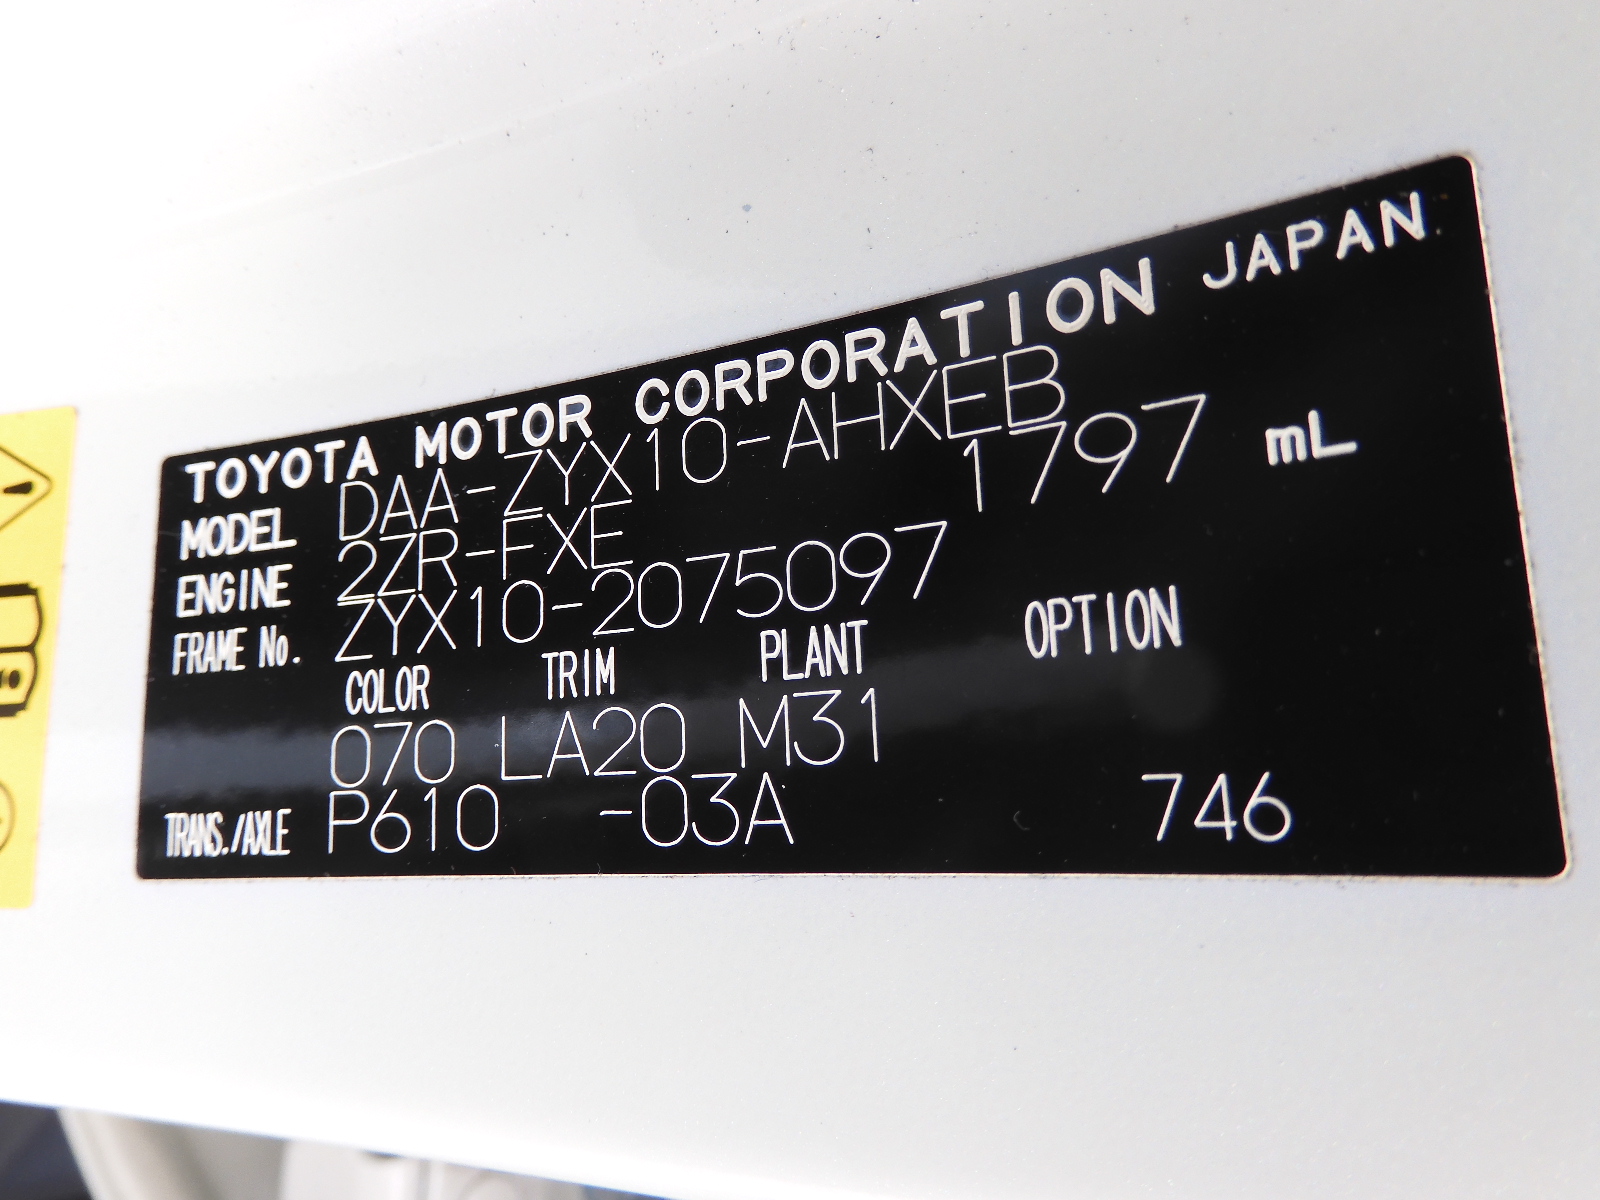 TOYOTA MOTOR CORPORATION JAPAN
MODEL DAA-ZYX10-AHXEB
ENGINE 2ZR-FXE 1797 mL
FRAME No. ZYX10-2075097
COLOR TRIM PLANT OPTION
070 LA20 M31
TRANS./AXLE P610 -03A 746